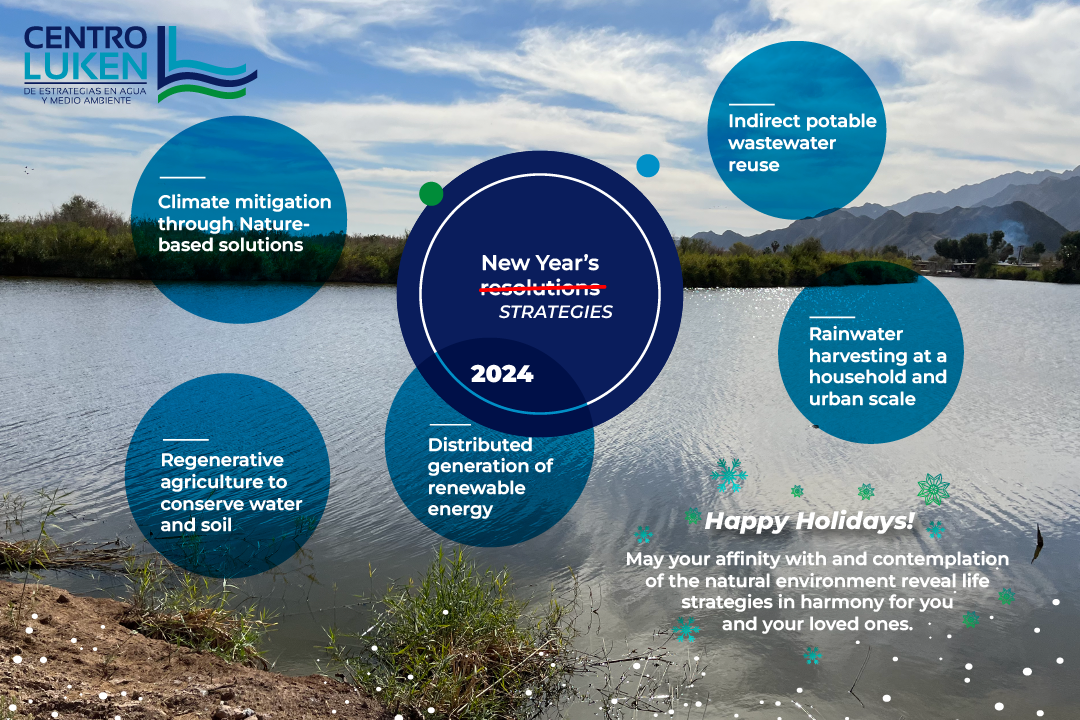 CENTRO
LUKEN
DE ESTRATEGIAS EN AGUA
Y MEDIO AMBIENTE
Climate mitigation
through Nature-
based solutions
Indirect potable
wastewater
reuse
New Year's
resolutions
STRATEGIES
2024
Rainwater
harvesting at a
household and
urban scale
Regenerative
agriculture to
conserve water
and soil
Distributed
generation of
renewable
energy
Happy Holidays!
May your affinity with and contemplation
of the natural environment reveal life
strategies in harmony for you
and your loved ones.